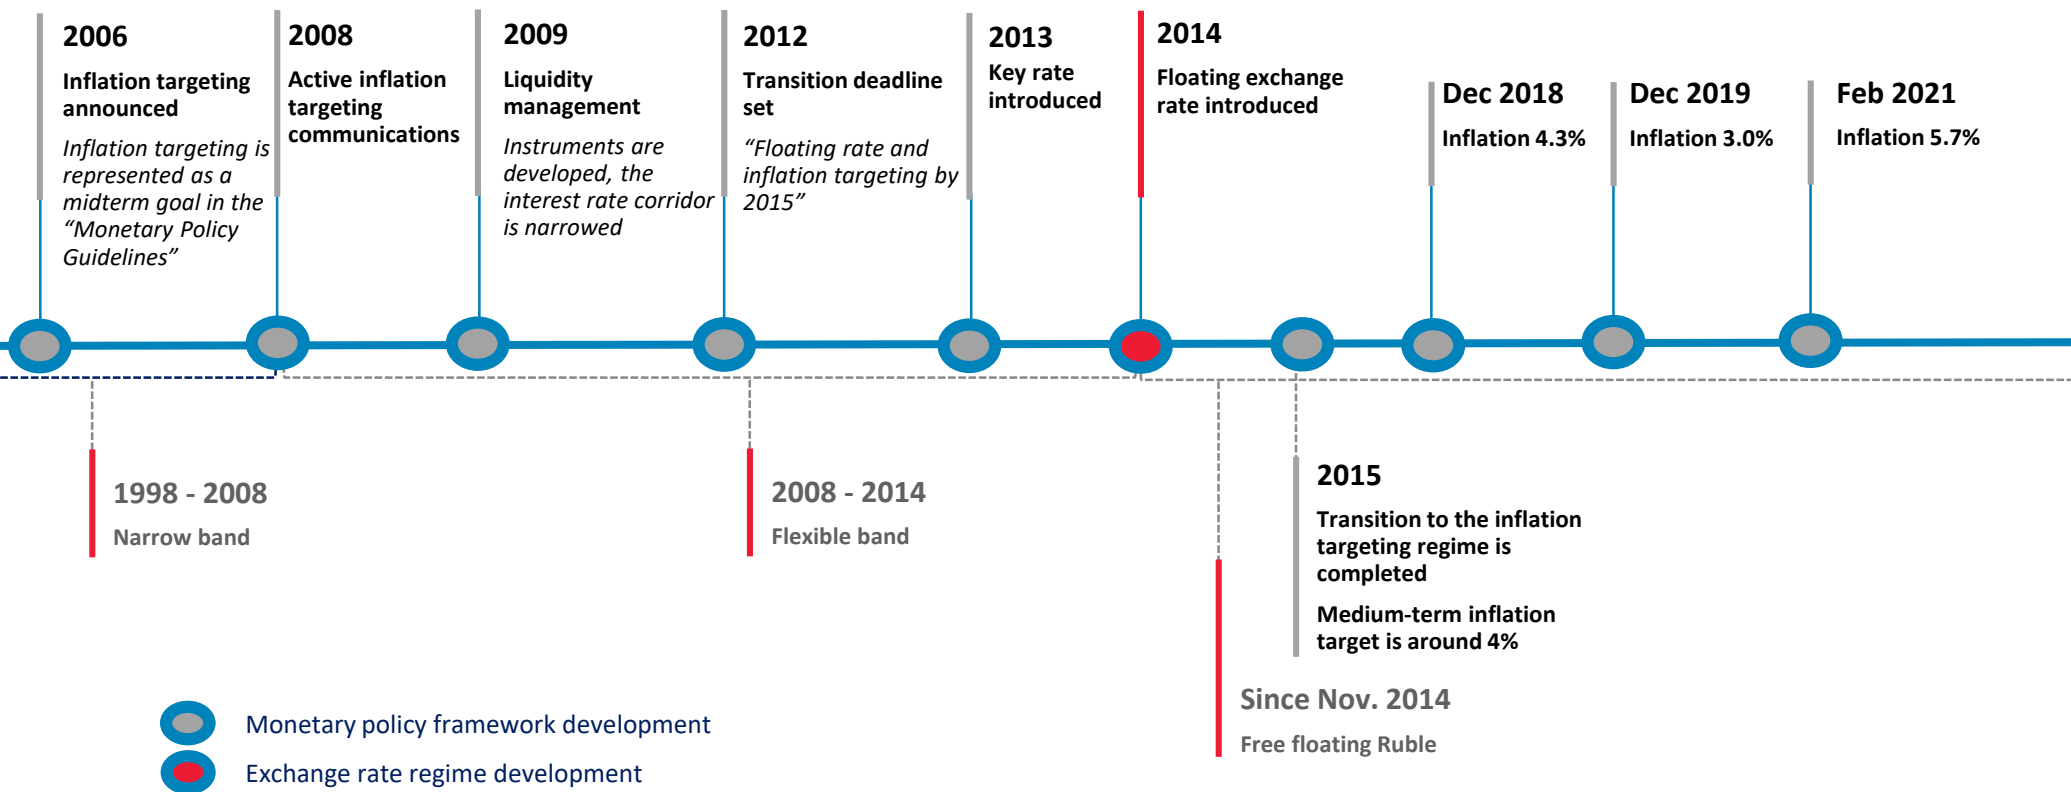 2006
Inflation targeting
announced
Inflation targeting is
represented as a
midterm goal in the
“Monetary Policy
Guidelines”
2008
Active inflation
targeting
communications
2009
Liquidity
management
Instruments are
developed, the
interest rate corridor
is narrowed
2012
Transition deadline
set
“Floating rate and
inflation targeting by
2015”
2013
Key rate
introduced
2014
Floating exchange
rate introduced
Dec 2018
Inflation 4.3%
Dec 2019
Inflation 3.0%
Feb 2021
Inflation 5.7%
1998 - 2008
Narrow band
2008 - 2014
Flexible band
2015
Transition to the inflation
targeting regime is
completed
Medium-term inflation
target is around 4%
Since Nov. 2014
Free floating Ruble
Monetary policy framework development
Exchange rate regime development